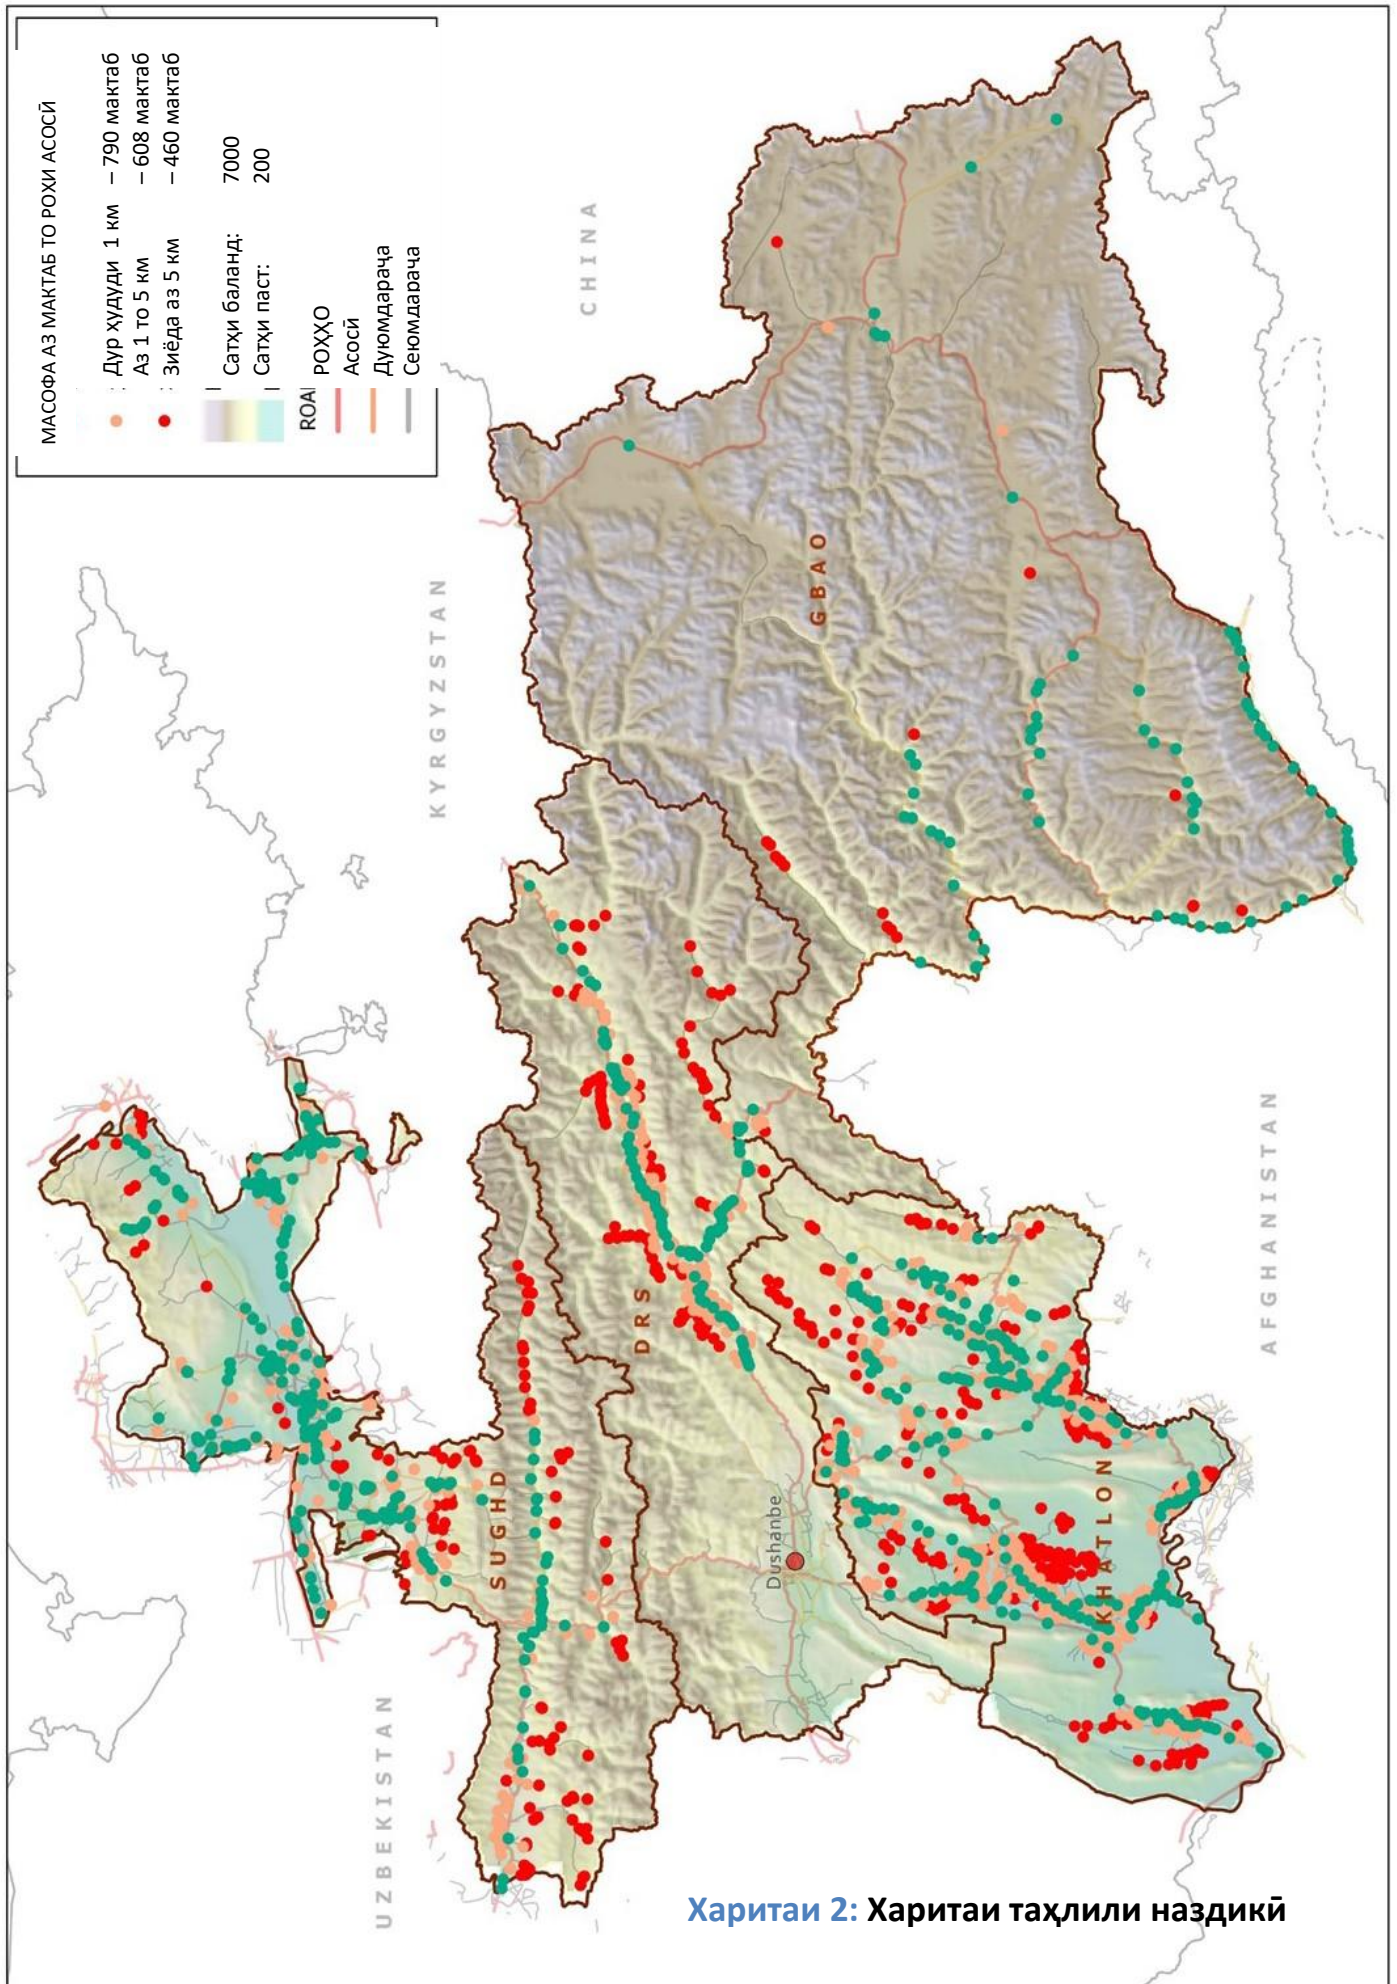 МАСОФА АЗ МАКТАБ ТО РОХИ АСОСӢ
Дур ҳудуди 1 км – 790 мактаб
Аз 1 то 5 км – 608 мактаб
Зиёда аз 5 км – 460 мактаб
Сатҳи баланд: 7000
Сатҳи паст: 200
ROA
РОҲҲО
Асосӣ
Дуюмдараҷа
Сеюмдараҷа
CHINA
KYRGYZSTAN
GBAO
AFGHANISTAN
DRS
SUGHD
Dushanbe
KHATLON
UZBEKISTAN
Харитаи 2: Харитаи таҳлили наздикӣ